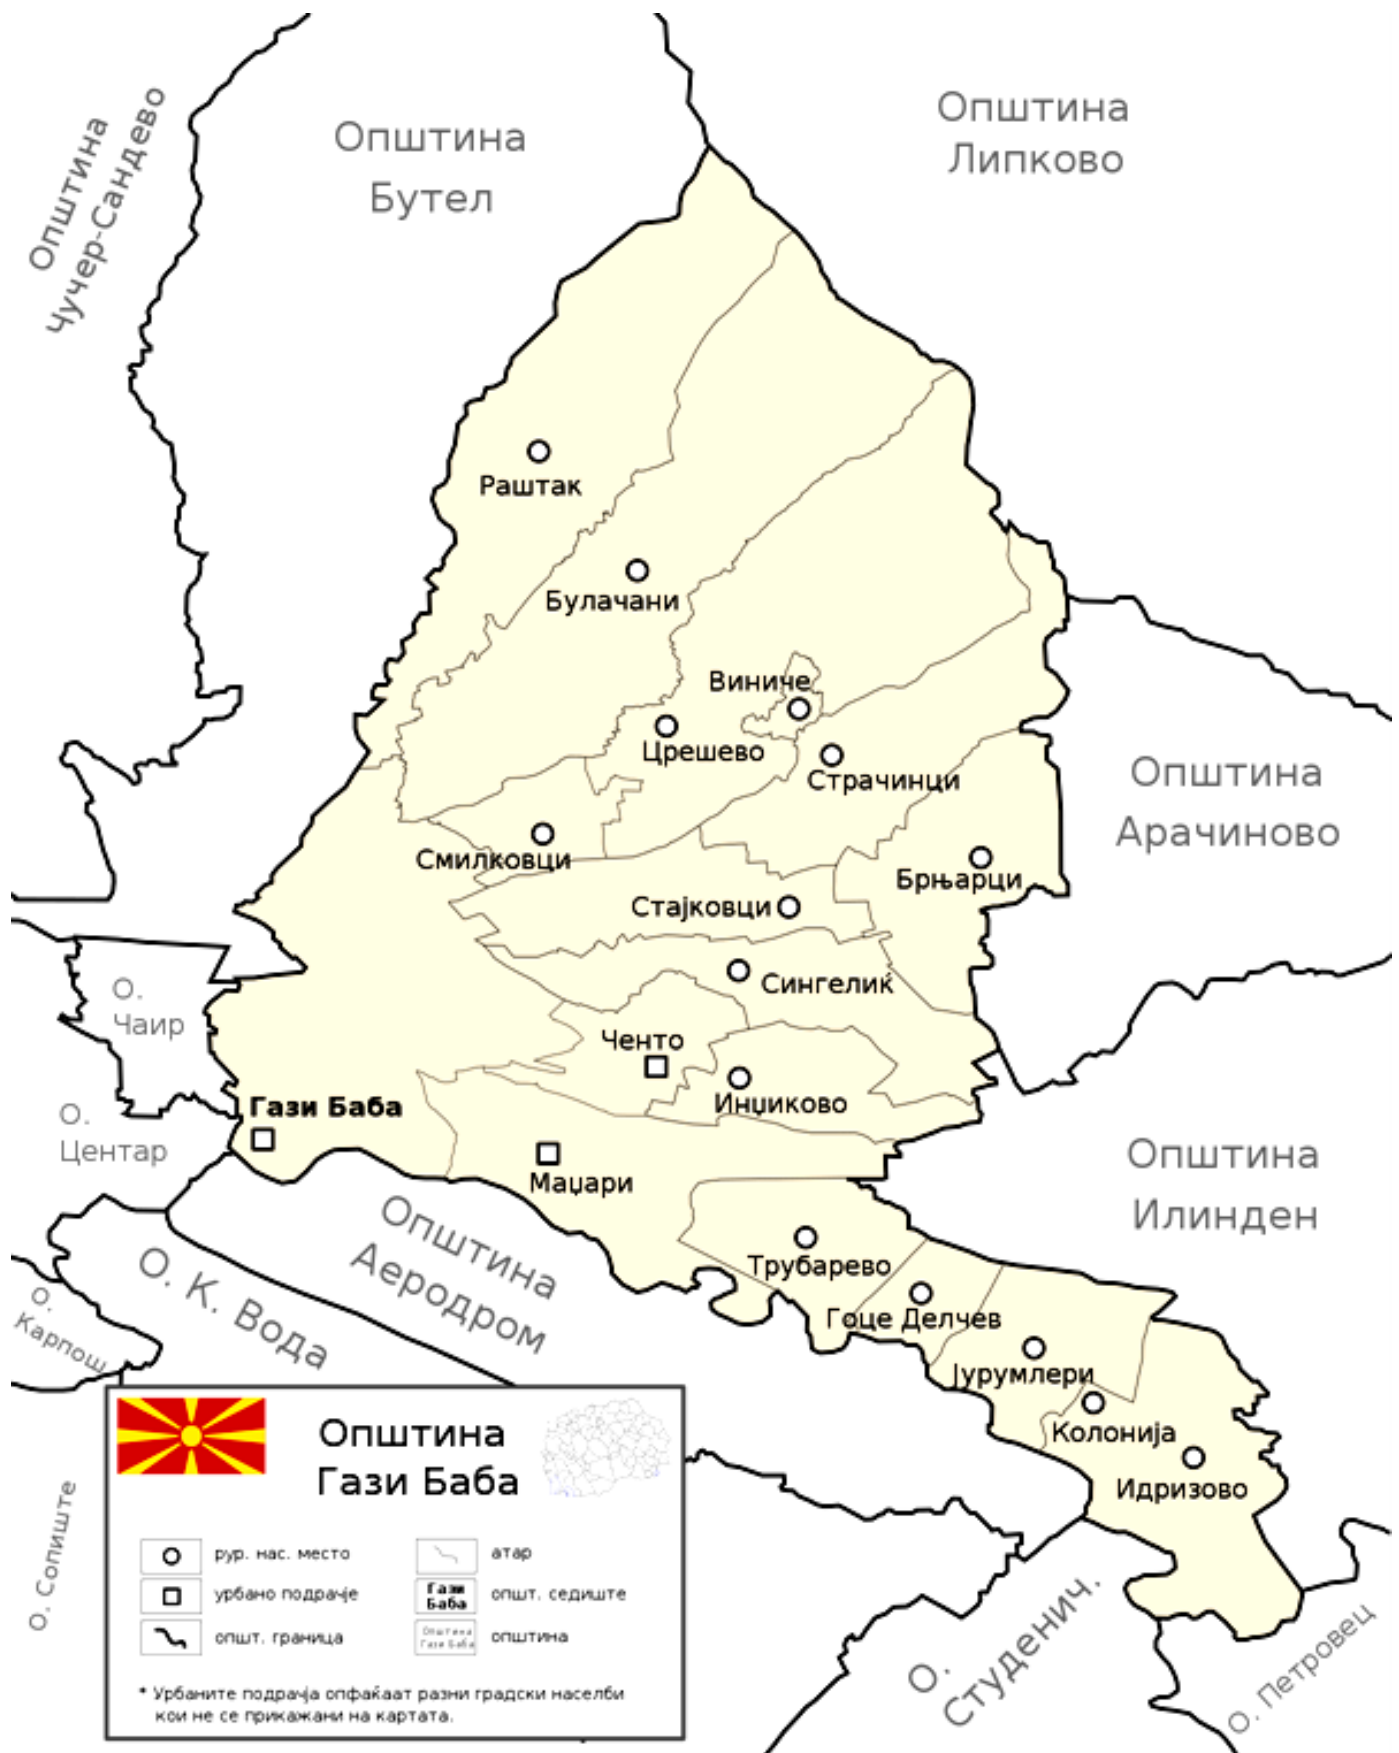 Општина
Чучер-Сандево
Општина
Бутел
Општина
Липково
Раштак
Булачани
Виниче
Црешево
Страчинци
Општина
Арачиново
Смилковци
Брњарци
Стајковци
Сингелиќ
О.
Чаир
Ченто
Инџиково
Гази Баба
О.
Центар
Маџари
Општина
Илинден
Општина
Аеродром
О. К. Вода
О.
Карпош
Трубарево
Гоце Делчев
Јурумлери
Колонија
Идризово
О. Сопиште
О.
Студенич.
О. Петровец
Општина
Гази Баба
рур. нас. место
атар
урбано подрачје
Гази
Баба
општ. седиште
општ. граница
Општина
Гази Баба
општина
* Урбаните подрачја опфаќаат разни градски населби
кои не се прикажани на картата.